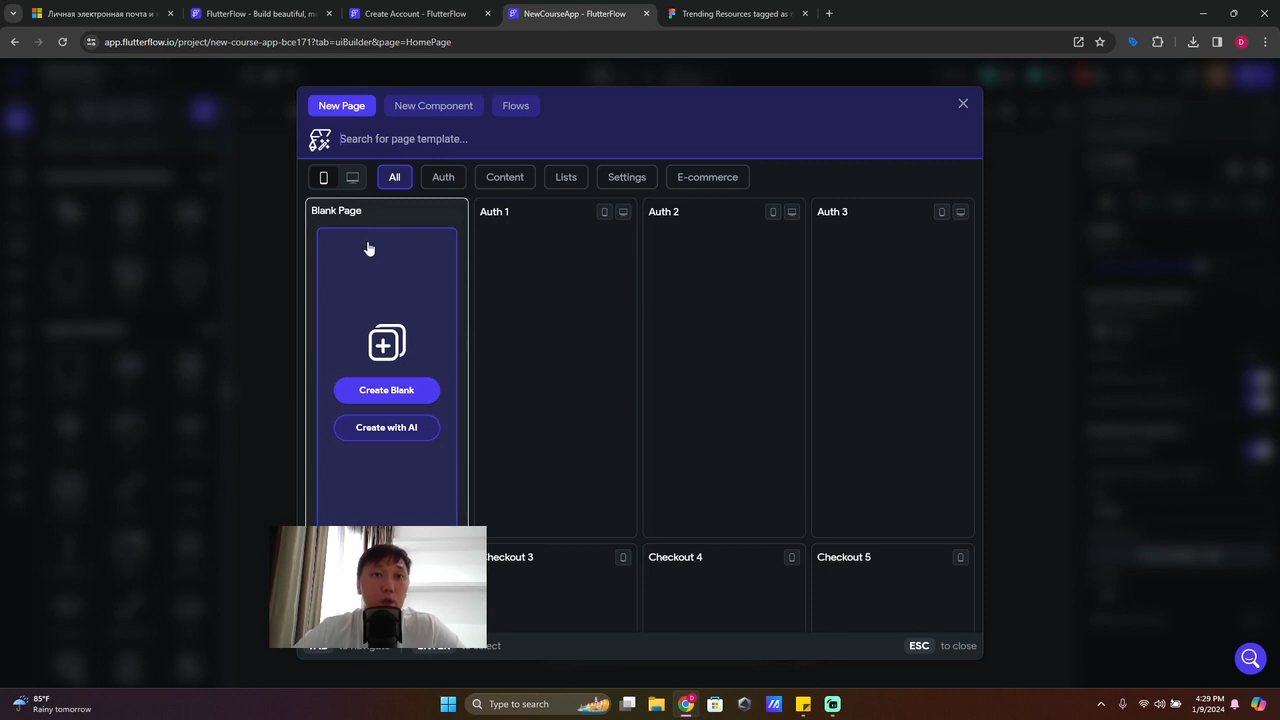 Личная электронная почта и
FlutterFlow - Build beautiful, m
Create Account - FlutterFlow
NewCourseApp - FlutterFlow
Trending Resources tagged as
app.flutterflow.io/project/new-course-app-bce171?tab=uiBuilder&page=HomePage
D
New Page
New Component
Flows
Search for page template...
All
Auth
Content
Lists
Settings
E-commerce
Blank Page
Auth 1
Auth 2
Auth 3
Create Blank
Create with AI
Checkout 3
Checkout 4
Checkout 5
ESC to close
85°F
Rainy tomorrow
Type to search
4:29 PM
1/9/2024